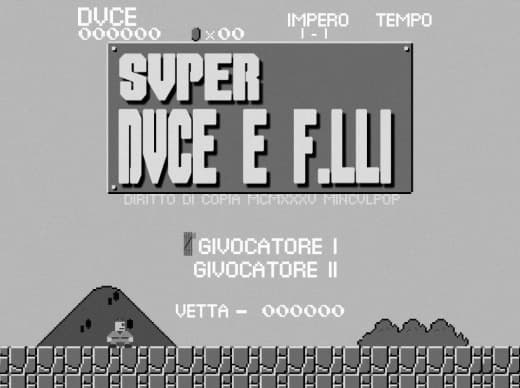 DVCE IMPERO TEMPO
000000 ×00 I-I
SVPER
DVCE E F.LLI
DIRITTO DI COPIA MCMXXXV MINCVLPOP
GIVOCATORE I
GIVOCATORE II
VETTA - 000000